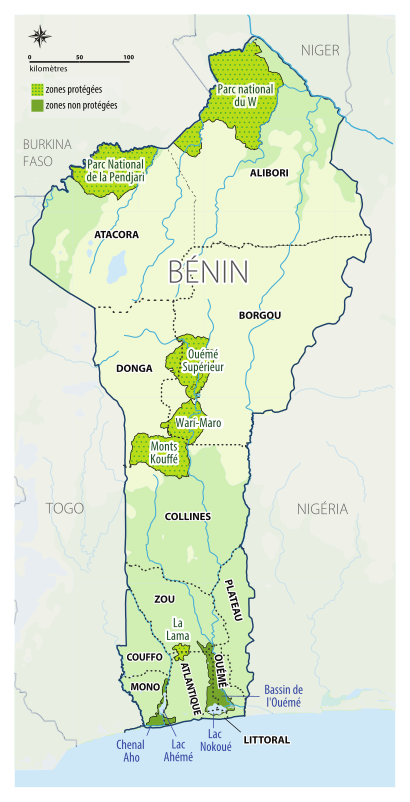 0 50 100
kilomètres
zones protégées
zones non protégées
NIGER
Parc national
du W
BURKINA
FASO
Parc National
de la Pendjari
ALIBORI
ATACORA
BÉNIN
BORGOU
Ouémé
Supérieur
DONGA
Wari-Maro
Monts
Kouffé
TOGO
NIGÉRIA
COLLINES
PLATEAU
ZOU
La
Lama
COUFFO
OUÉMÉ
MONO
ATLANTIQUE
Bassin de
l'Ouémé
Chenal
Aho
Lac
Ahémé
Lac
Nokoué
LITTORAL